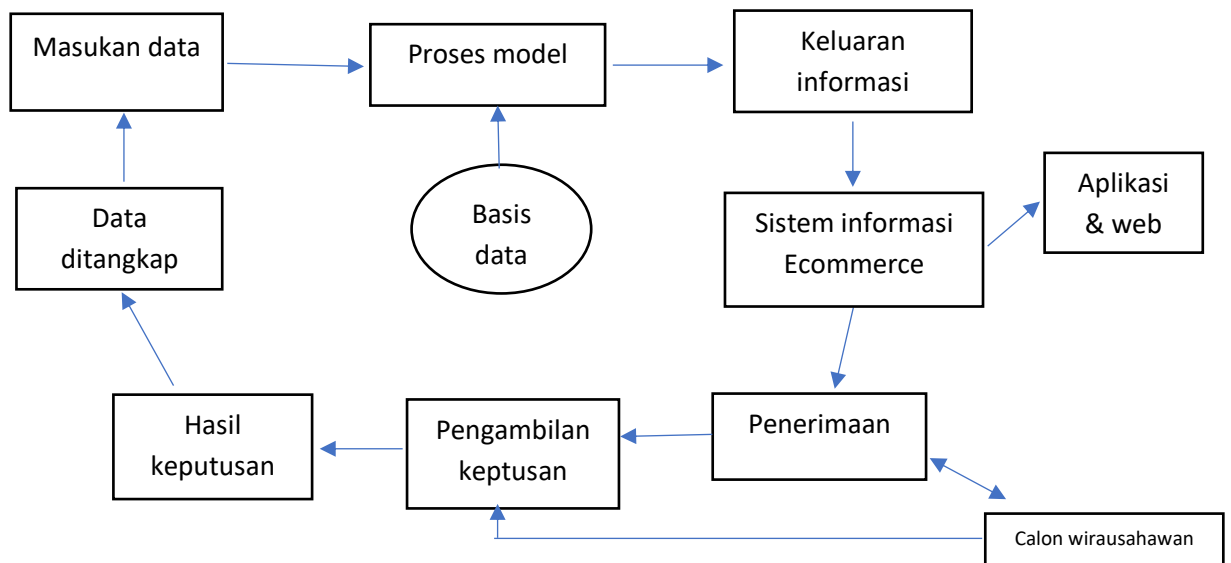 Masukan data
Proses model
Keluaran
informasi
Data
ditangkap
Basis
data
Sistem informasi
Ecommerce
Aplikasi
& web
Hasil
keputusan
Pengambilan
keptusan
Penerimaan
Calon wirausahawan